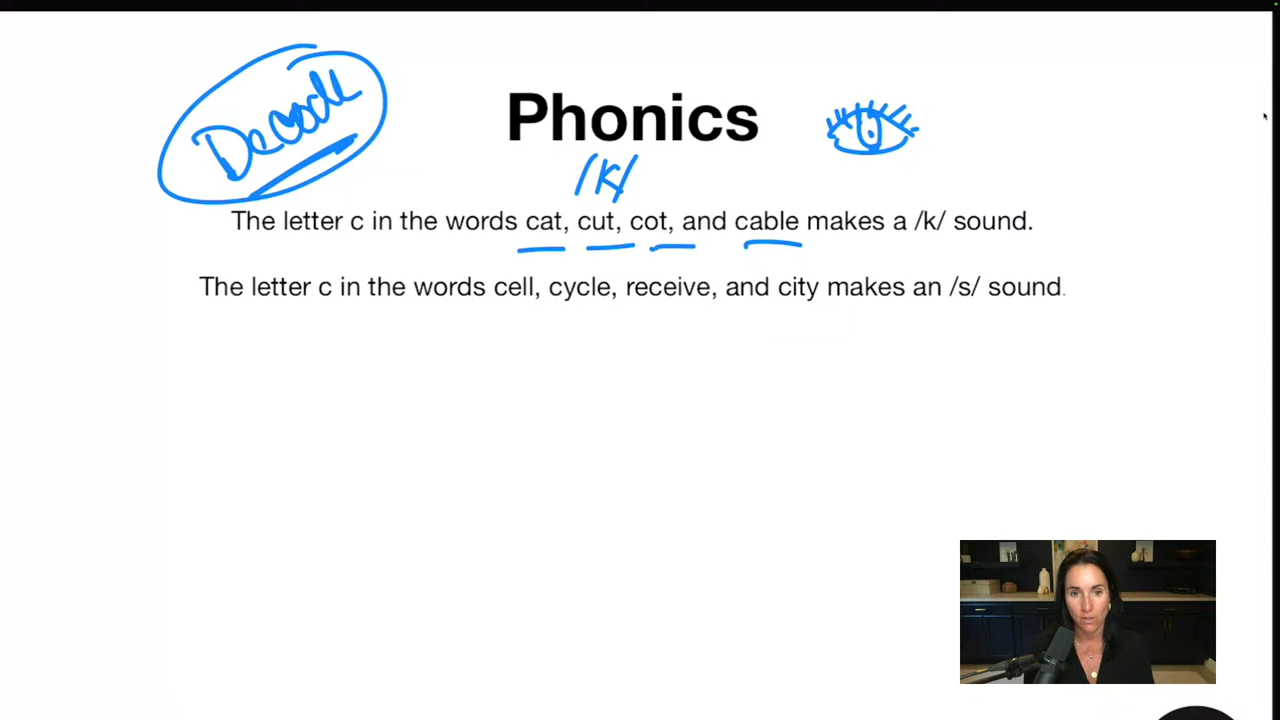 Decode
Phonics
/k/
The letter c in the words cat, cut, cot, and cable makes a /k/ sound.
The letter c in the words cell, cycle, receive, and city makes an /s/ sound.